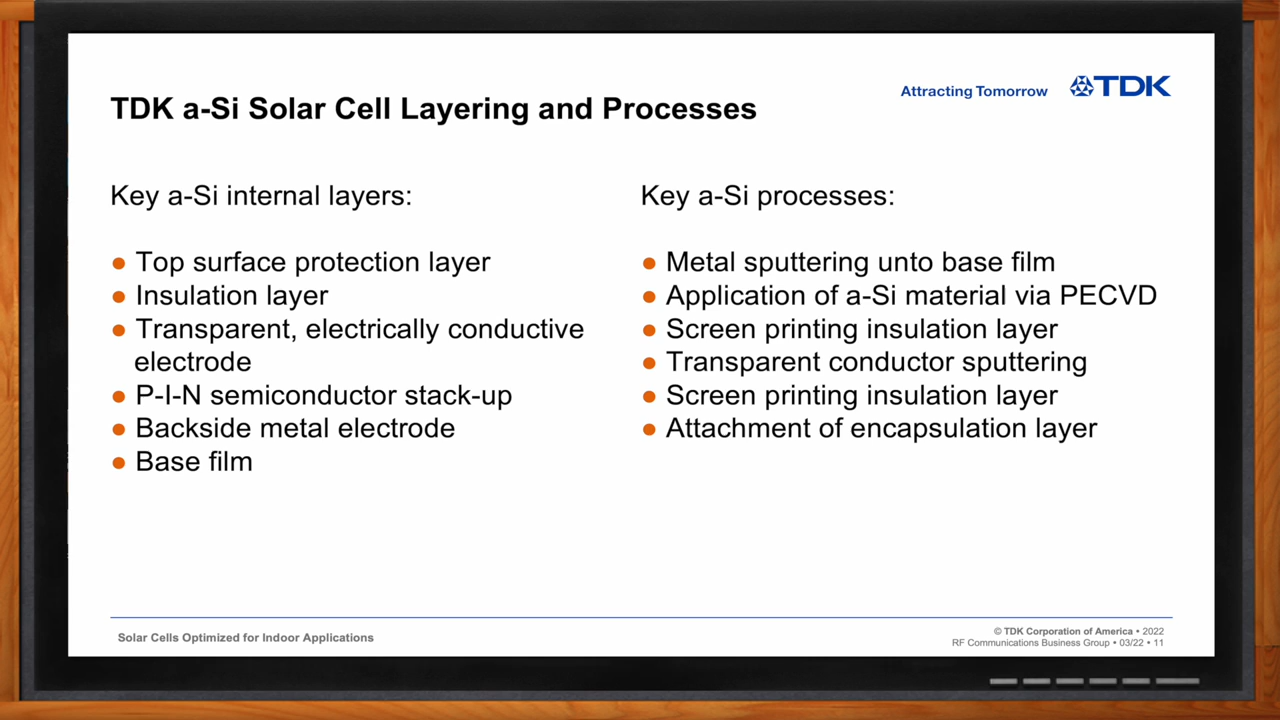 Attracting Tomorrow
TDK
TDK a-Si Solar Cell Layering and Processes
Key a-Si internal layers:
● Top surface protection layer
● Insulation layer
● Transparent, electrically conductive
electrode
● P-I-N semiconductor stack-up
● Backside metal electrode
● Base film
Key a-Si processes:
● Metal sputtering unto base film
● Application of a-Si material via PECVD
● Screen printing insulation layer
● Transparent conductor sputtering
● Screen printing insulation layer
● Attachment of encapsulation layer
Solar Cells Optimized for Indoor Applications
© TDK Corporation of America • 2022
RF Communications Business Group • 03/22 • 11